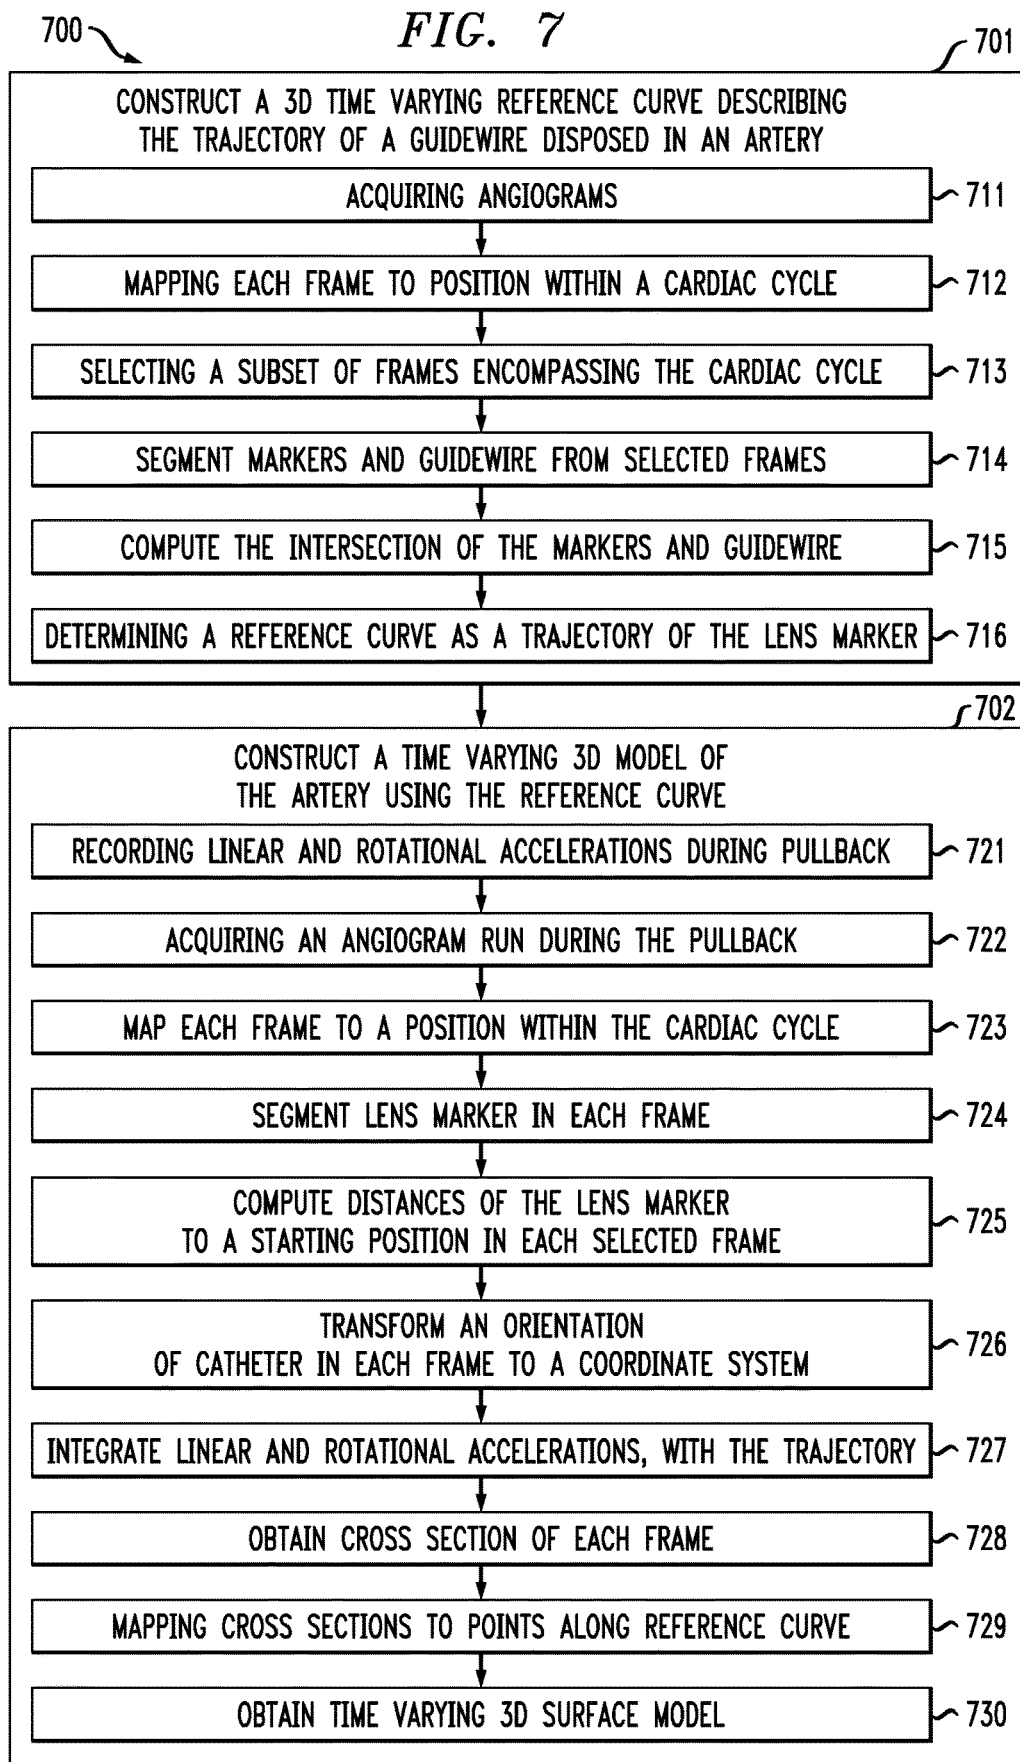 700
FIG. 7
701
CONSTRUCT A 3D TIME VARYING REFERENCE CURVE DESCRIBING
THE TRAJECTORY OF A GUIDEWIRE DISPOSED IN AN ARTERY
ACQUIRING ANGIOGRAMS
711
MAPPING EACH FRAME TO POSITION WITHIN A CARDIAC CYCLE
712
SELECTING A SUBSET OF FRAMES ENCOMPASSING THE CARDIAC CYCLE
713
SEGMENT MARKERS AND GUIDEWIRE FROM SELECTED FRAMES
714
COMPUTE THE INTERSECTION OF THE MARKERS AND GUIDEWIRE
715
DETERMINING A REFERENCE CURVE AS A TRAJECTORY OF THE LENS MARKER
716
702
CONSTRUCT A TIME VARYING 3D MODEL OF
THE ARTERY USING THE REFERENCE CURVE
RECORDING LINEAR AND ROTATIONAL ACCELERATIONS DURING PULLBACK
721
ACQUIRING AN ANGIOGRAM RUN DURING THE PULLBACK
722
MAP EACH FRAME TO A POSITION WITHIN THE CARDIAC CYCLE
723
SEGMENT LENS MARKER IN EACH FRAME
724
COMPUTE DISTANCES OF THE LENS MARKER
TO A STARTING POSITION IN EACH SELECTED FRAME
725
TRANSFORM AN ORIENTATION
OF CATHETER IN EACH FRAME TO A COORDINATE SYSTEM
726
INTEGRATE LINEAR AND ROTATIONAL ACCELERATIONS, WITH THE TRAJECTORY
727
OBTAIN CROSS SECTION OF EACH FRAME
728
MAPPING CROSS SECTIONS TO POINTS ALONG REFERENCE CURVE
729
OBTAIN TIME VARYING 3D SURFACE MODEL
730